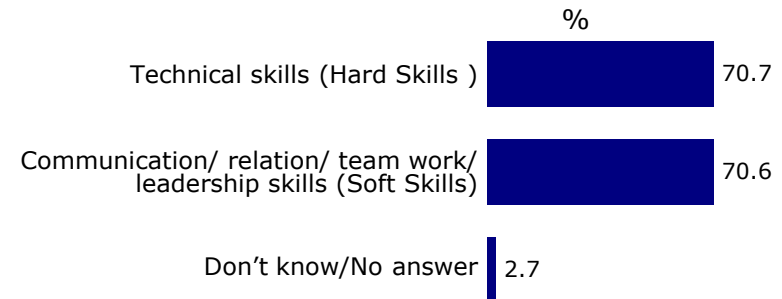 %
Technical skills (Hard Skills ) 70.7
Communication/ relation/ team work/
leadership skills (Soft Skills) 70.6
Don’t know/No answer 2.7